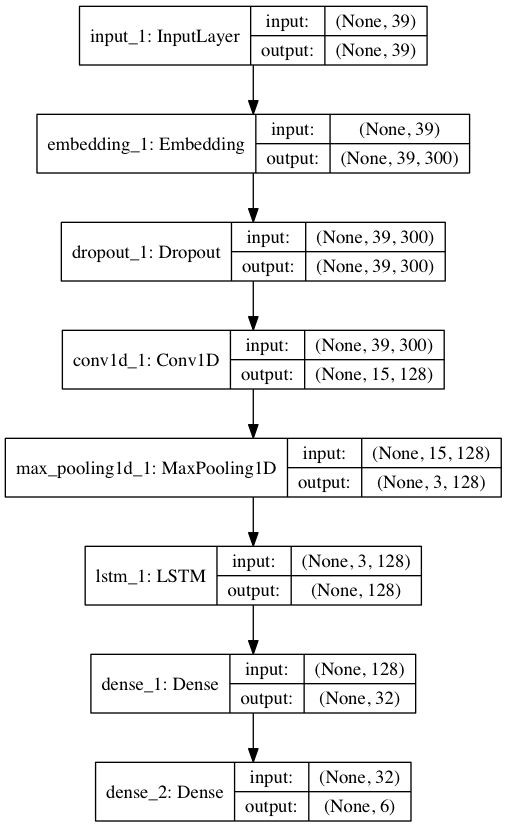 input_1: InputLayer
input:
(None, 39)
output:
(None, 39)
embedding_1: Embedding
input:
(None, 39)
output:
(None, 39, 300)
dropout_1: Dropout
input:
(None, 39, 300)
output:
(None, 39, 300)
conv1d_1: Conv1D
input:
(None, 39, 300)
output:
(None, 15, 128)
max_pooling1d_1: MaxPooling1D
input:
(None, 15, 128)
output:
(None, 3, 128)
lstm_1: LSTM
input:
(None, 3, 128)
output:
(None, 128)
dense_1: Dense
input:
(None, 128)
output:
(None, 32)
dense_2: Dense
input:
(None, 32)
output:
(None, 6)